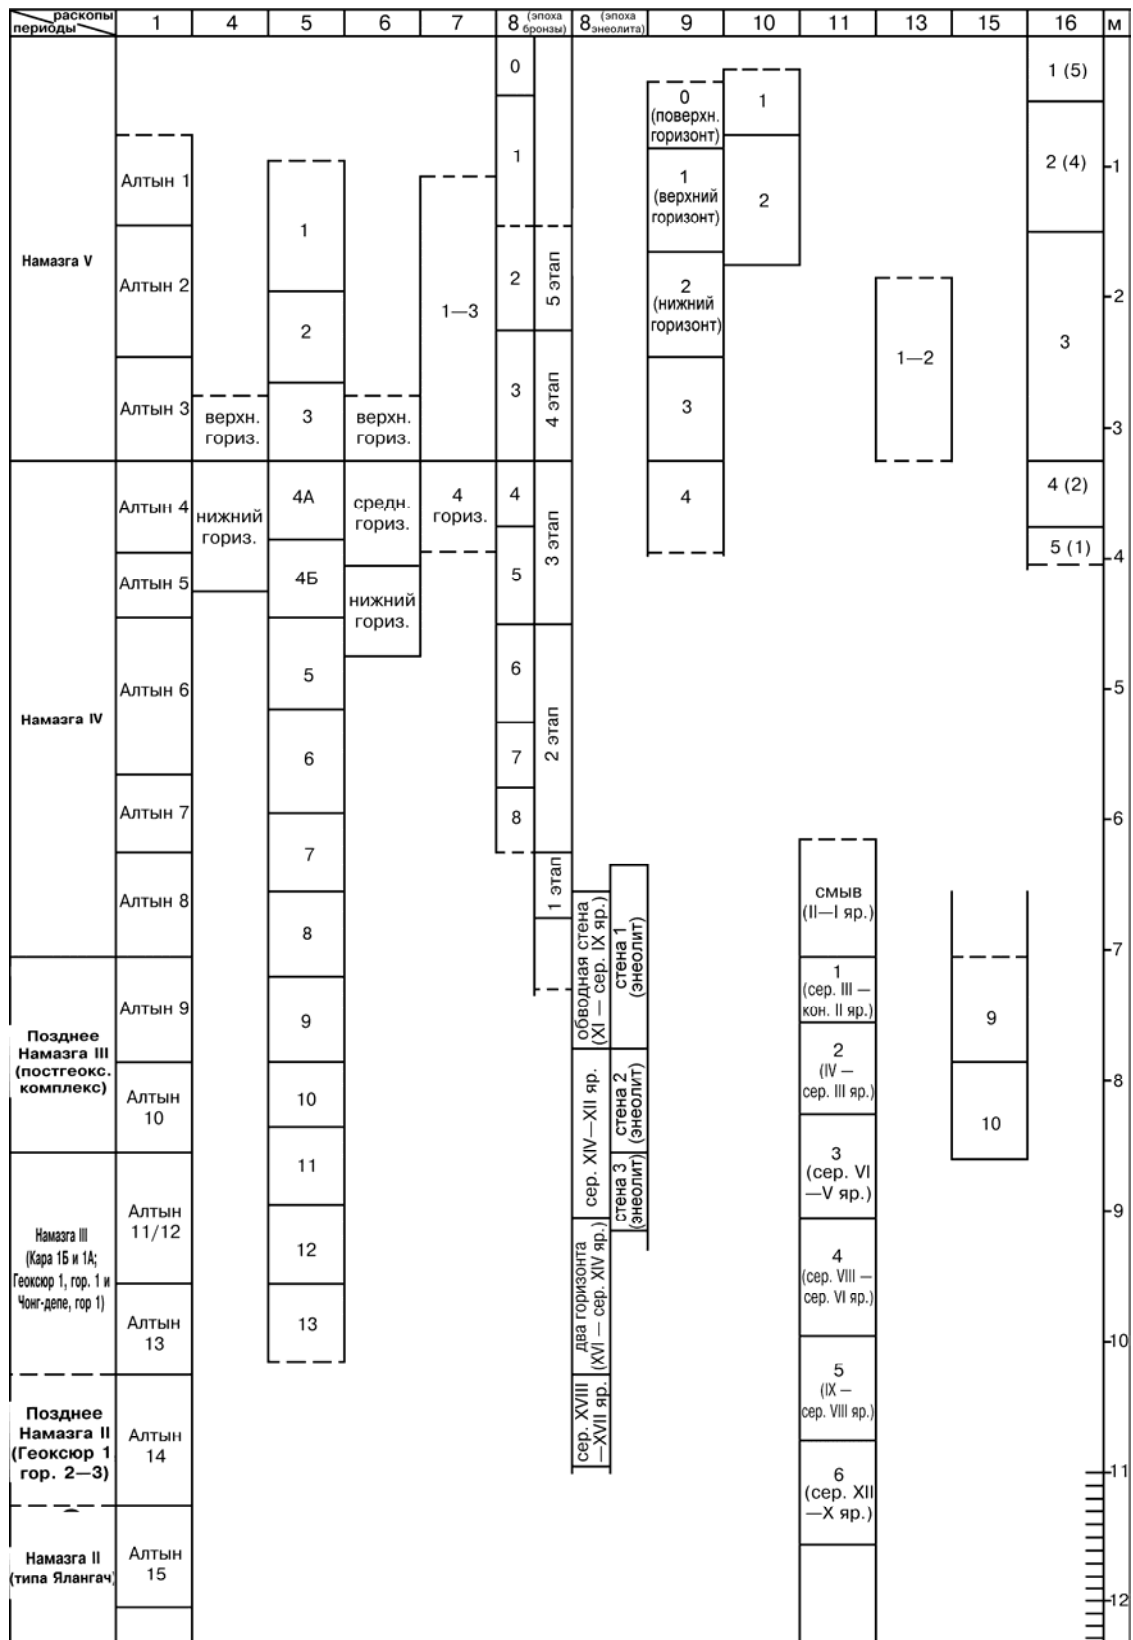 раскопы
периоды
1
4
5
6
7
8 (эпоха бронзы)
8 (эпоха энеолита)
9
10
11
13
15
16
м
Намазга V
Намазга IV
Позднее
Намазга III
(постгеокс.
комплекс)
Намазга III
(Кара 1Б и 1А;
Геоксюр 1, гор. 1 и
Чонг-депе, гор 1)
Позднее
Намазга II
(Геоксюр 1
гор. 2—3)
Намазга II
(типа Ялангач)
Алтын 1
Алтын 2
Алтын 3
Алтын 4
Алтын 5
Алтын 6
Алтын 7
Алтын 8
Алтын 9
Алтын
10
Алтын
11/12
Алтын
13
Алтын
14
Алтын
15
верхн.
гориз.
нижний
гориз.
1
2
3
4А
4Б
5
6
7
8
9
10
11
12
13
верхн.
гориз.
средн.
гориз.
нижний
гориз.
1—3
4
гориз.
0
1
2
3
4
5
6
7
8
5 этап
4 этап
3 этап
2 этап
1 этап
обводная стена
(XI — сер. IX яр.)
сер. XIV—XII яр.
два горизонта
(XVI — сер. XIV яр.)
сер. XVIII
—XVII яр.
стена 1
(энеолит)
стена 2
(энеолит)
стена 3
(энеолит)
0
(поверхн.
горизонт)
1
(верхний
горизонт)
2
(нижний
горизонт)
3
4
1
2
смыв
(II—I яр.)
1
(сер. III —
кон. II яр.)
2
(IV —
сер. III яр.)
3
(сер. VI
—V яр.)
4
(сер. VIII —
сер. VI яр.)
5
(IX —
сер. VIII яр.)
6
(сер. XII
—X яр.)
1—2
9
10
1 (5)
2 (4)
3
4 (2)
5 (1)
1
2
3
4
5
6
7
8
9
10
11
12